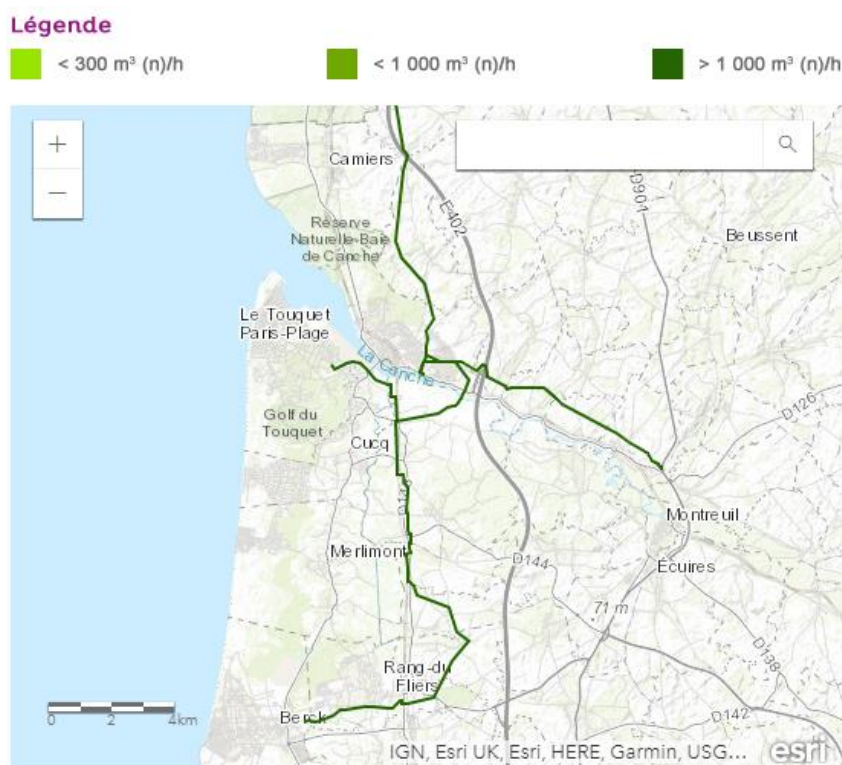 Légende
< 300 m³ (n)/h
< 1 000 m³ (n)/h
> 1 000 m³ (n)/h
+
−
Camiers
D901
E402
Réserve
Naturelle-Baie
de Canche
Beussent
Le Touquet
Paris-Plage
La Canche
Golf du
Touquet
D126
Cucq
D143
Montreuil
Merlimont
D144
Écuires
71 m
Rang-du
Fliers
D138
0 2 4km
Berck
D142
IGN, Esri UK, Esri, HERE, Garmin, USG...
esri